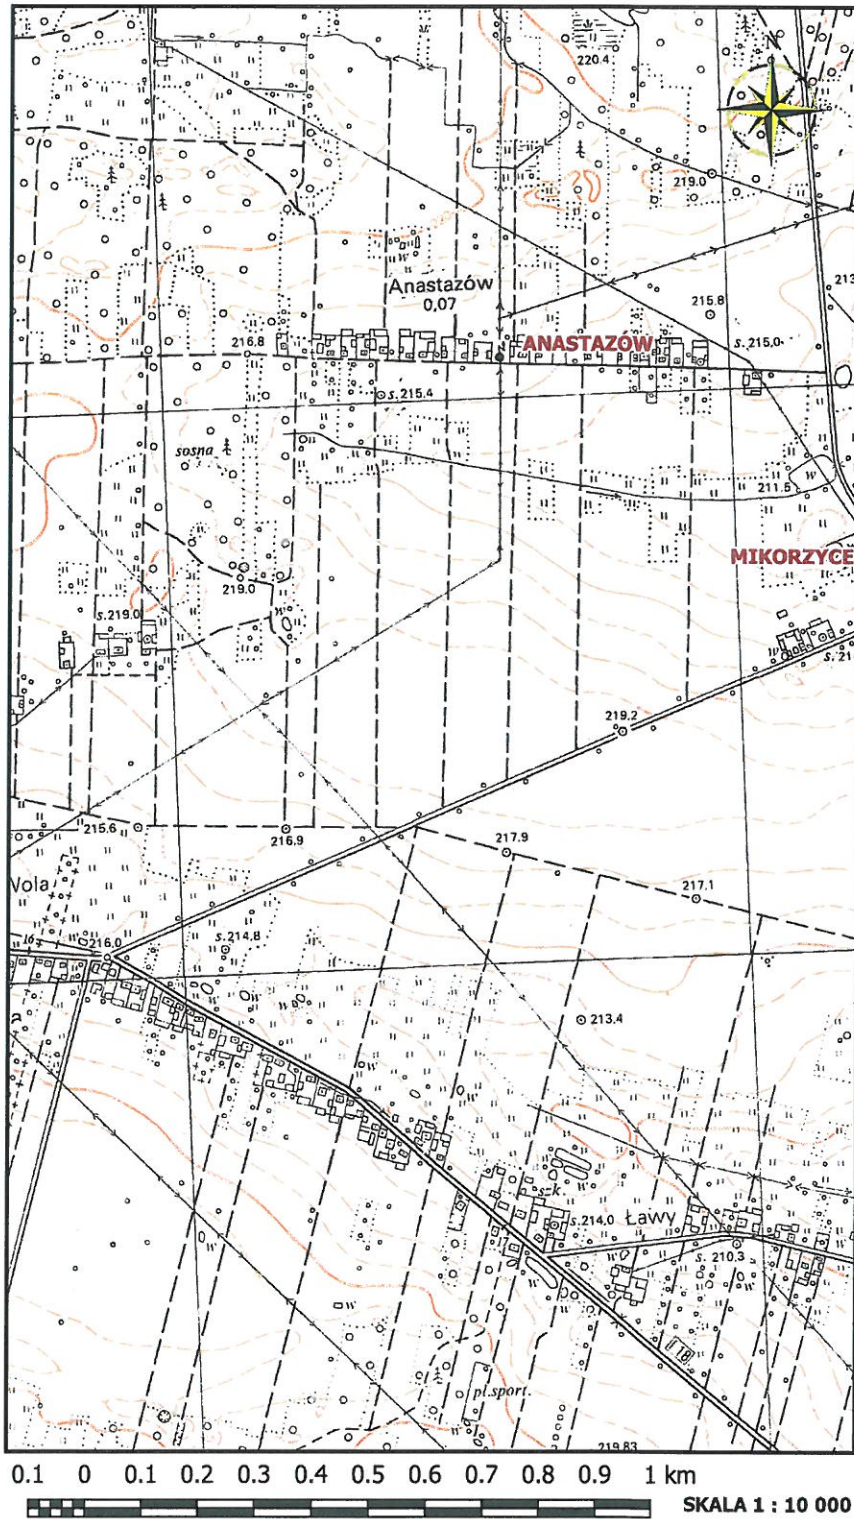 220.4
219.0
W
Anastazów
0,07
215.8
213
216.8
ANASTAZÓW
s.215,0
s.215.4
sosna
211.5
W
MIKORZYCE
219.0
s.219.0
W
W
s. 21
219.2
215.6
216.9
217.9
217.1
Wola
216.0
s.214.8
W
W
W
213.4
W
W
W
szk.
W
s.214.0
Ławy
s. 210.3
W
W
W
W
W
W
118
pl.sport.
W
219.83
0.1 0 0.1 0.2 0.3 0.4 0.5 0.6 0.7 0.8 0.9 1 km
SKALA 1 : 10 000